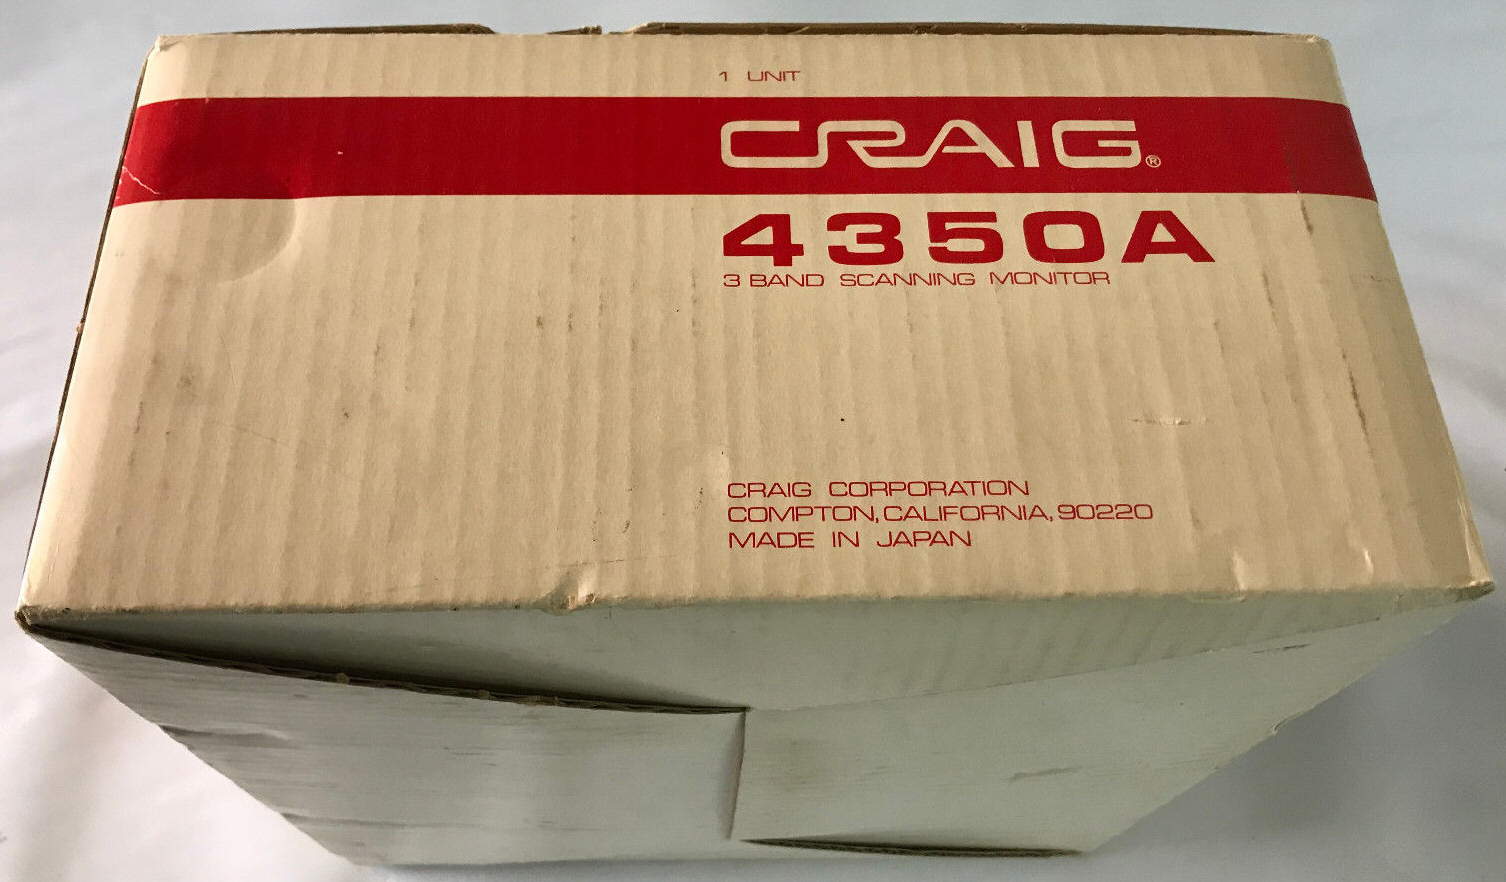 1 UNIT
CRAIG®
4350A
3 BAND SCANNING MONITOR
CRAIG CORPORATION
COMPTON, CALIFORNIA, 90220
MADE IN JAPAN